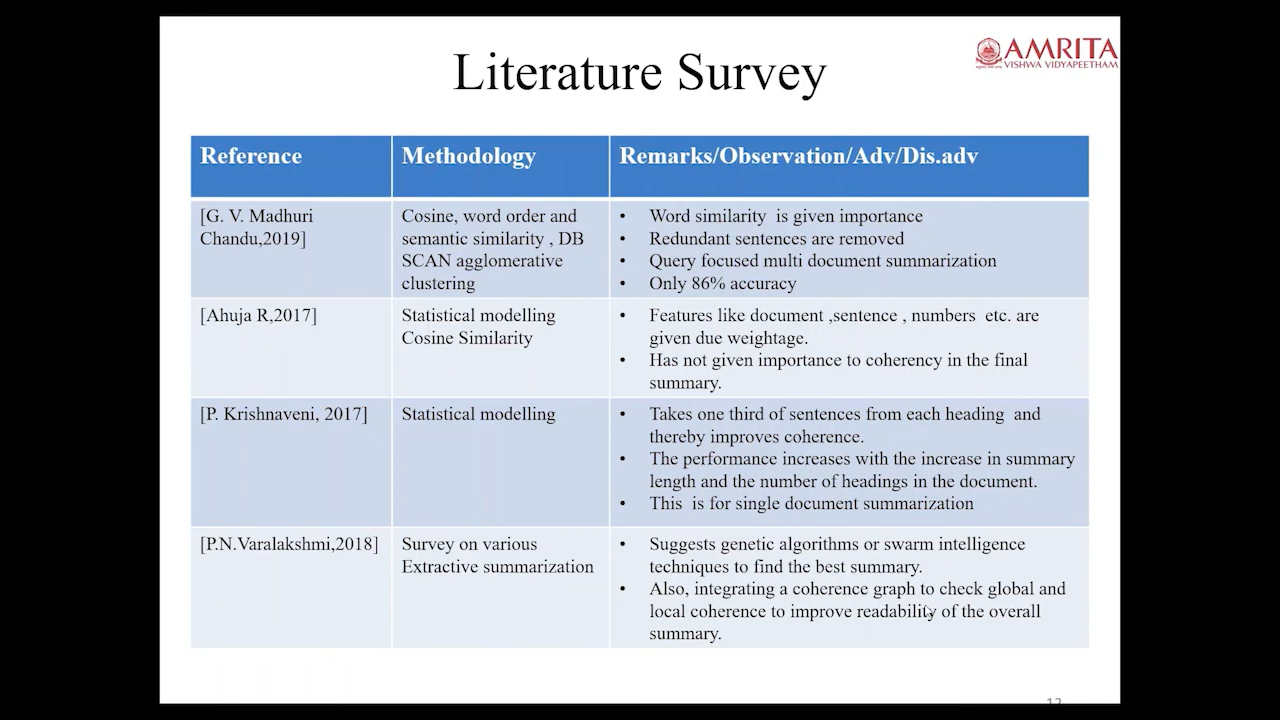 Literature Survey
AMRITA
VISHWA VIDYAPEETHAM
Reference
Methodology
Remarks/Observation/Adv/Dis.adv
[G. V. Madhuri
Chandu,2019]
Cosine, word order and
semantic similarity , DB
SCAN agglomerative
clustering
• Word similarity is given importance
• Redundant sentences are removed
• Query focused multi document summarization
• Only 86% accuracy
[Ahuja R,2017]
Statistical modelling
Cosine Similarity
• Features like document ,sentence , numbers etc. are
given due weightage.
• Has not given importance to coherency in the final
summary.
[P. Krishnaveni, 2017]
Statistical modelling
• Takes one third of sentences from each heading and
thereby improves coherence.
• The performance increases with the increase in summary
length and the number of headings in the document.
• This is for single document summarization
[P.N.Varalakshmi,2018]
Survey on various
Extractive summarization
• Suggests genetic algorithms or swarm intelligence
techniques to find the best summary.
• Also, integrating a coherence graph to check global and
local coherence to improve readability of the overall
summary.